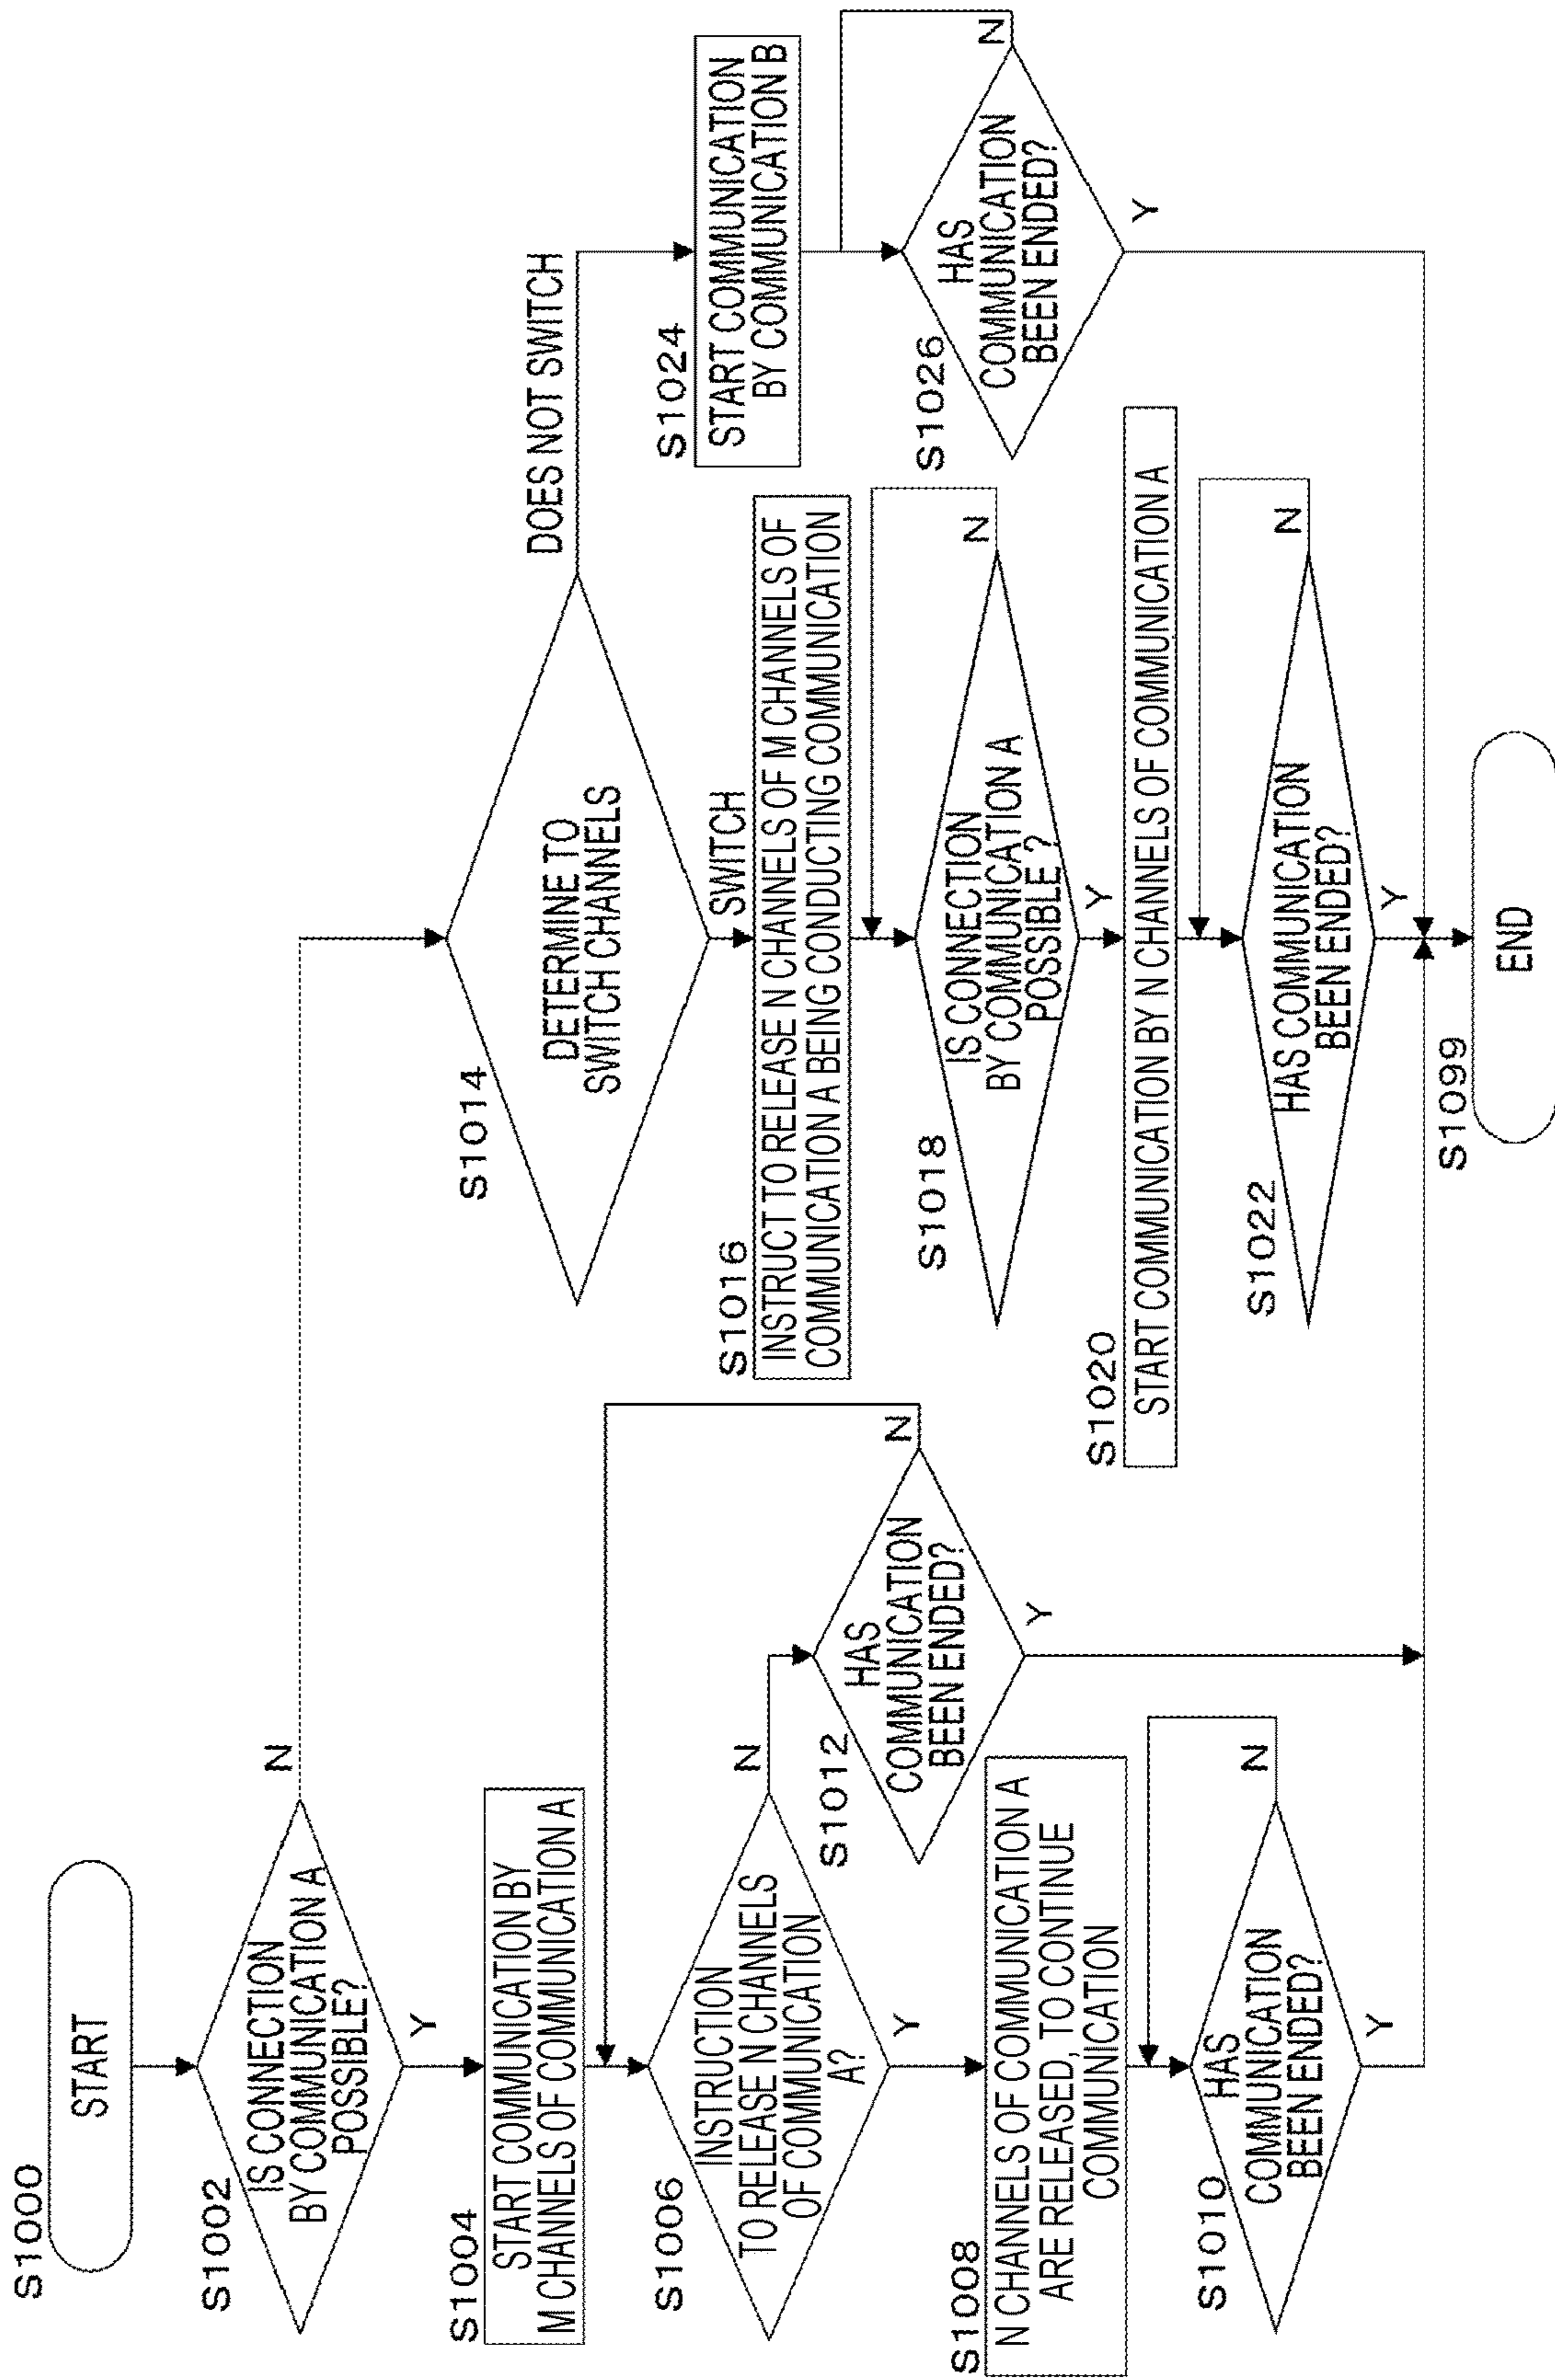 S1000
START
S1002
IS CONNECTION
BY COMMUNICATION A
POSSIBLE?
N
Y
S1004
START COMMUNICATION BY
M CHANNELS OF COMMUNICATION A
S1006
INSTRUCTION
TO RELEASE N CHANNELS
OF COMMUNICATION
A?
N
Y
S1008
N CHANNELS OF COMMUNICATION A
ARE RELEASED, TO CONTINUE
COMMUNICATION
S1010
HAS
COMMUNICATION
BEEN ENDED?
N
Y
S1012
HAS
COMMUNICATION
BEEN ENDED?
N
Y
S1014
DETERMINE TO
SWITCH CHANNELS
SWITCH
DOES NOT SWITCH
S1016
INSTRUCT TO RELEASE N CHANNELS OF M CHANNELS OF
COMMUNICATION A BEING CONDUCTING COMMUNICATION
S1018
IS CONNECTION
BY COMMUNICATION A
POSSIBLE ?
N
Y
S1020
START COMMUNICATION BY N CHANNELS OF COMMUNICATION A
S1022
HAS COMMUNICATION
BEEN ENDED?
N
Y
S1024
START COMMUNICATION
BY COMMUNICATION B
S1026
HAS
COMMUNICATION
BEEN ENDED?
N
Y
S1099
END